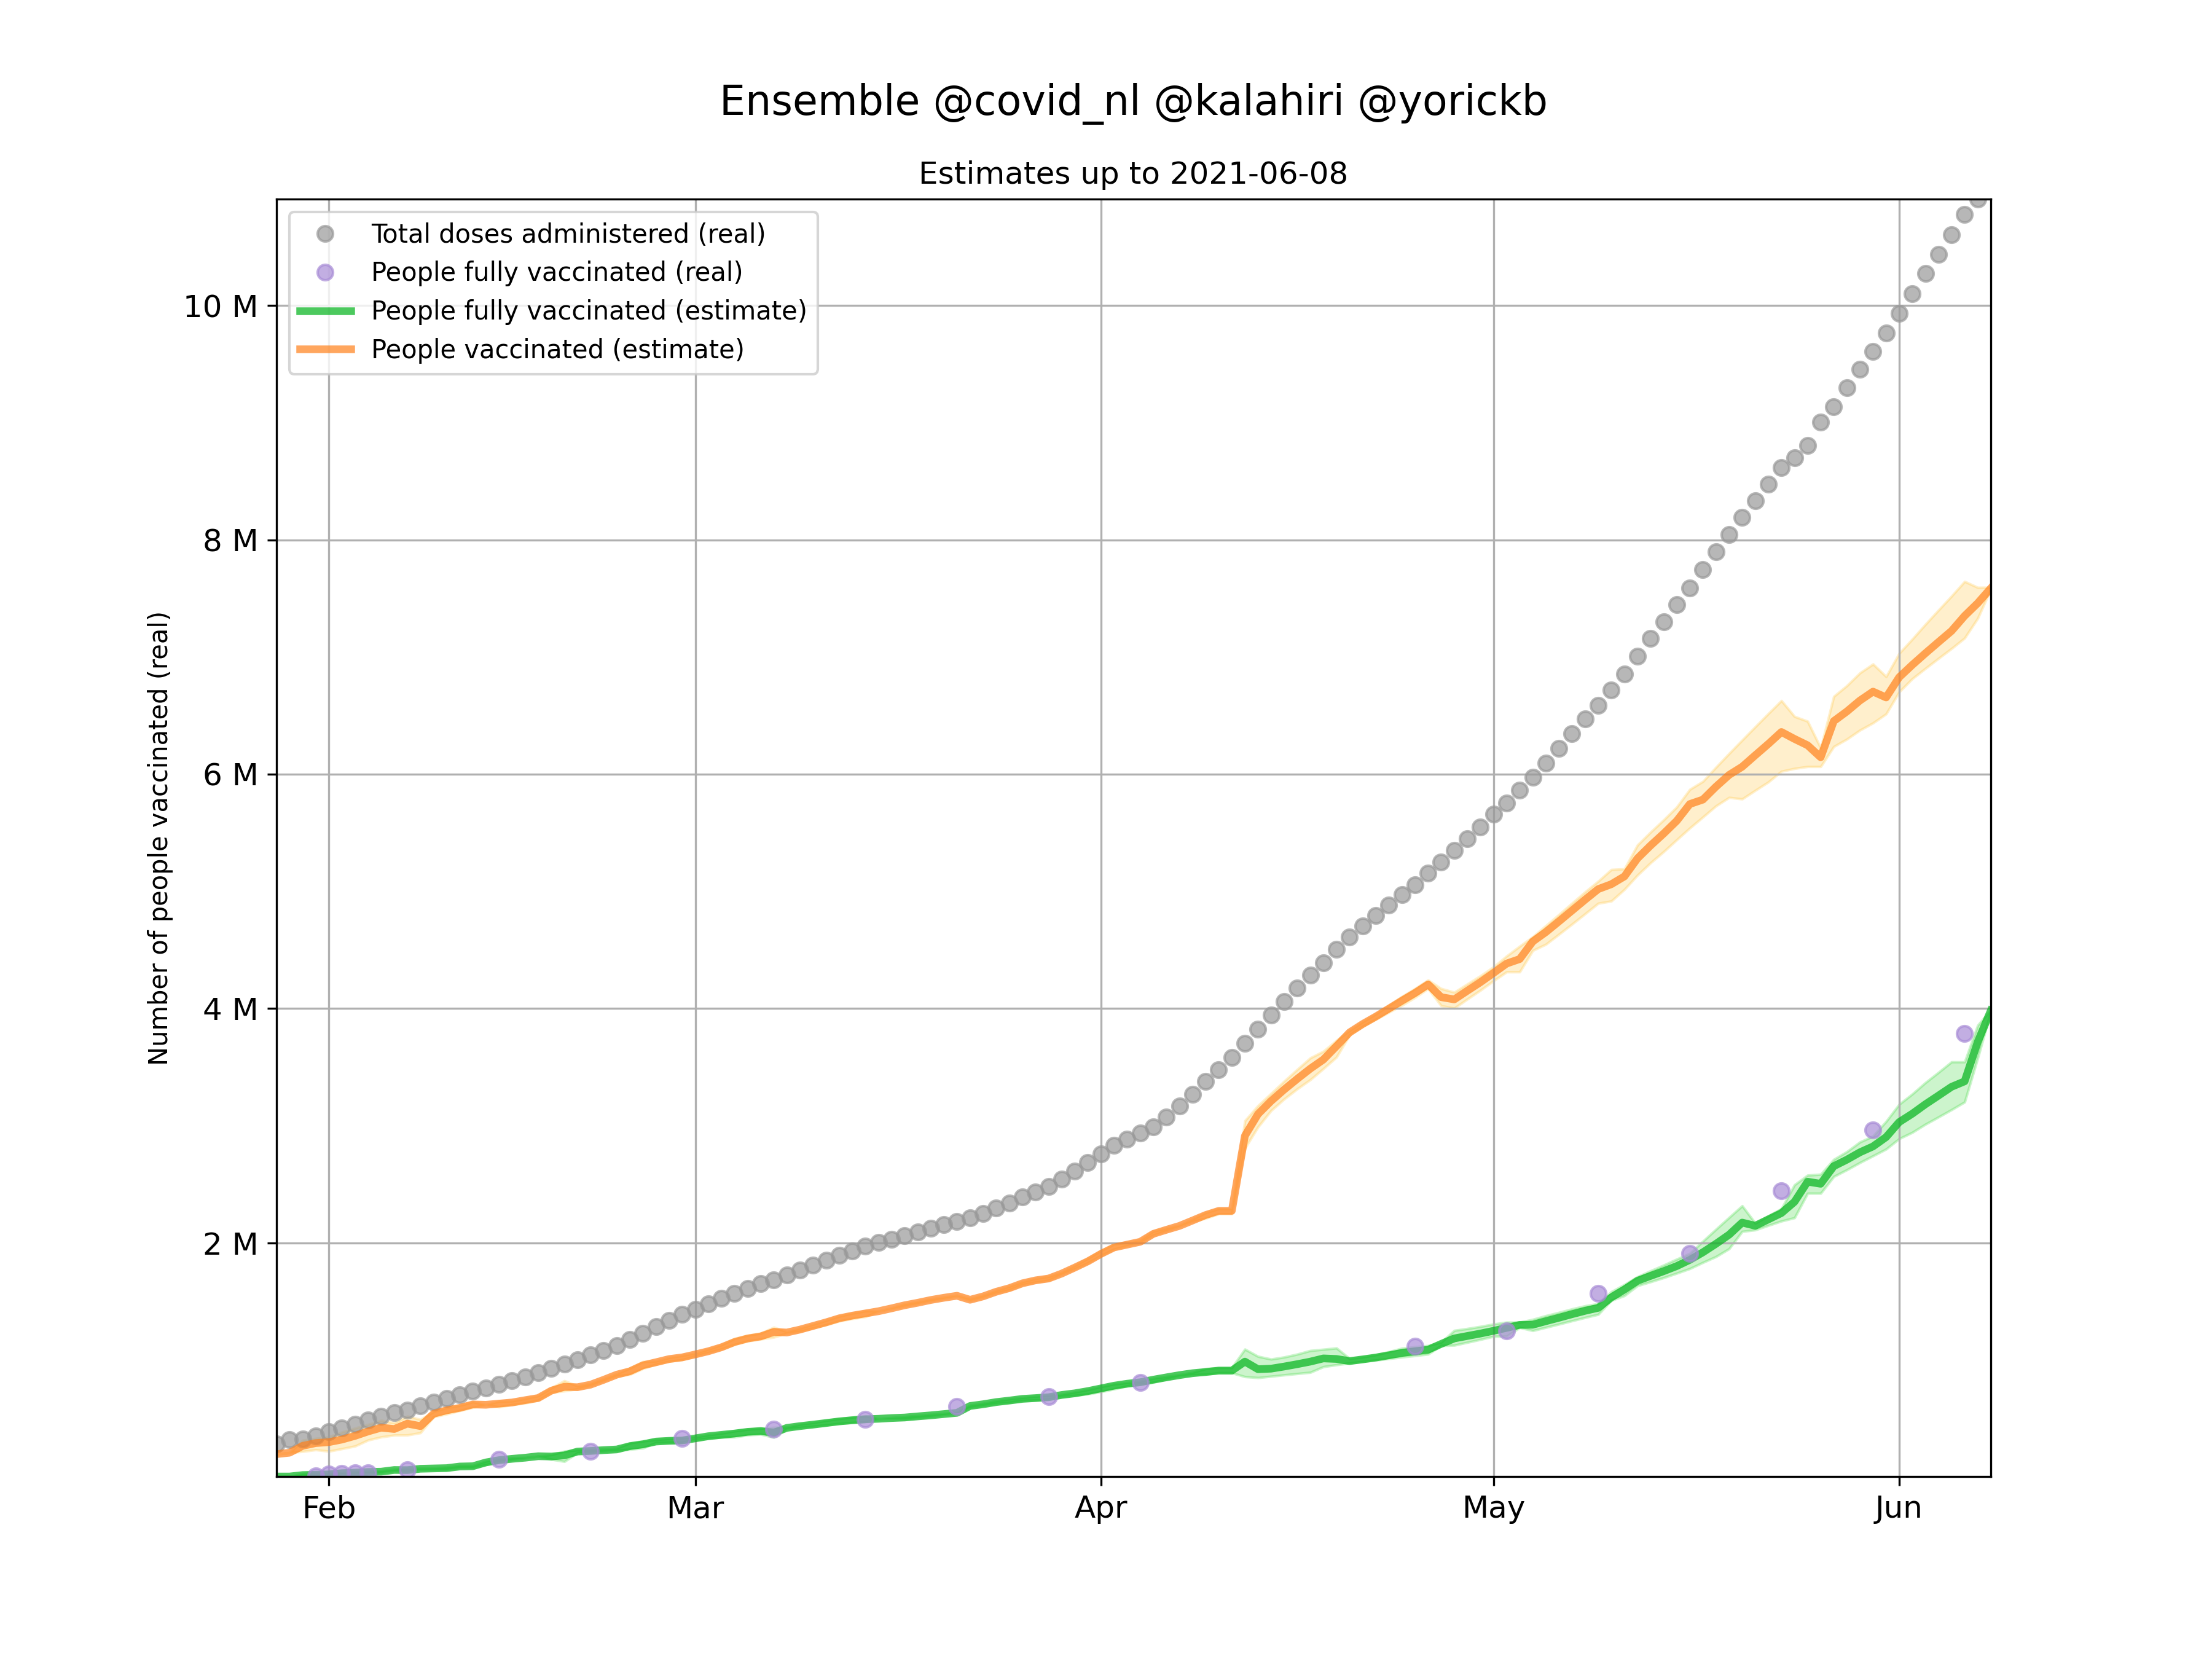 Ensemble @covid_nl @kalahiri @yorickb
Estimates up to 2021-06-08
Total doses administered (real)
People fully vaccinated (real)
People fully vaccinated (estimate)
People vaccinated (estimate)
10 M
8 M
6 M
4 M
2 M
Number of people vaccinated (real)
Feb
Mar
Apr
May
Jun